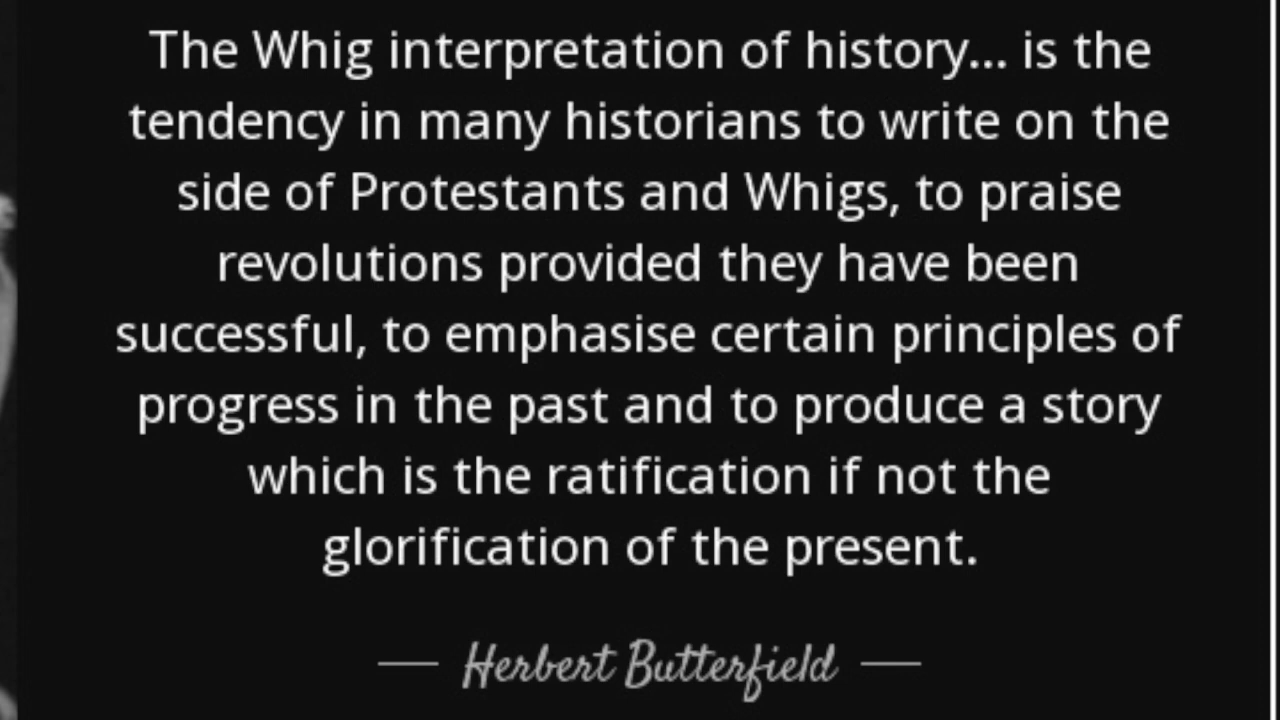 The Whig interpretation of history... is the
tendency in many historians to write on the
side of Protestants and Whigs, to praise
revolutions provided they have been
successful, to emphasise certain principles of
progress in the past and to produce a story
which is the ratification if not the
glorification of the present.
— Herbert Butterfield —